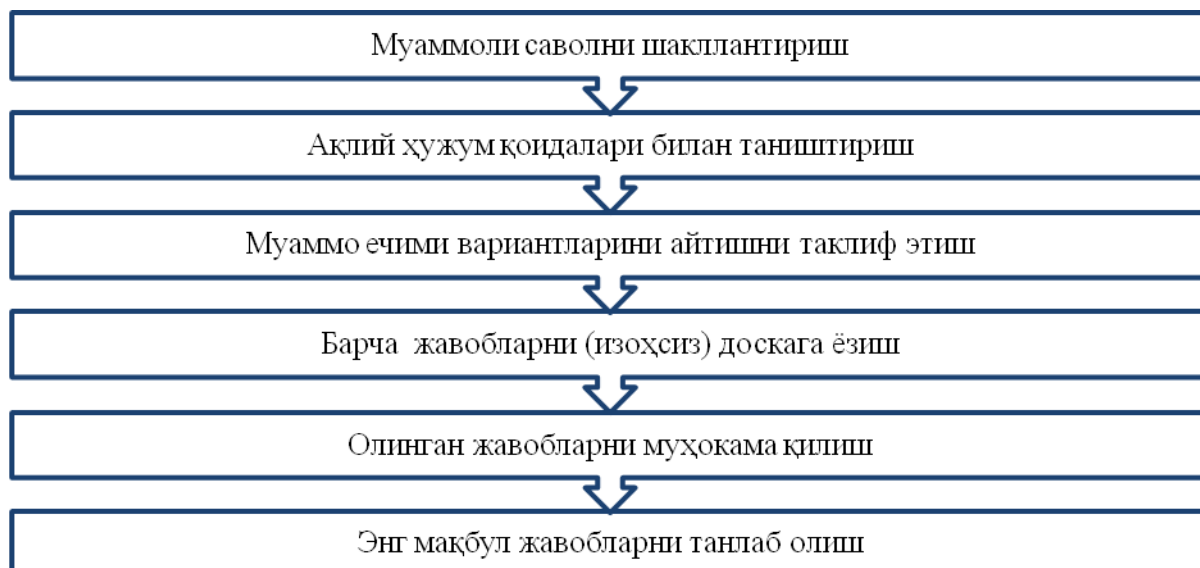 Муаммоли саволни шакллантириш
Ақлий ҳужум қоидалари билан таништириш
Муаммо ечими вариантларини айтишни таклиф этиш
Барча жавобларни (изоҳсиз) доскага ёзиш
Олинган жавобларни муҳокама қилиш
Энг мақбул жавобларни танлаб олиш